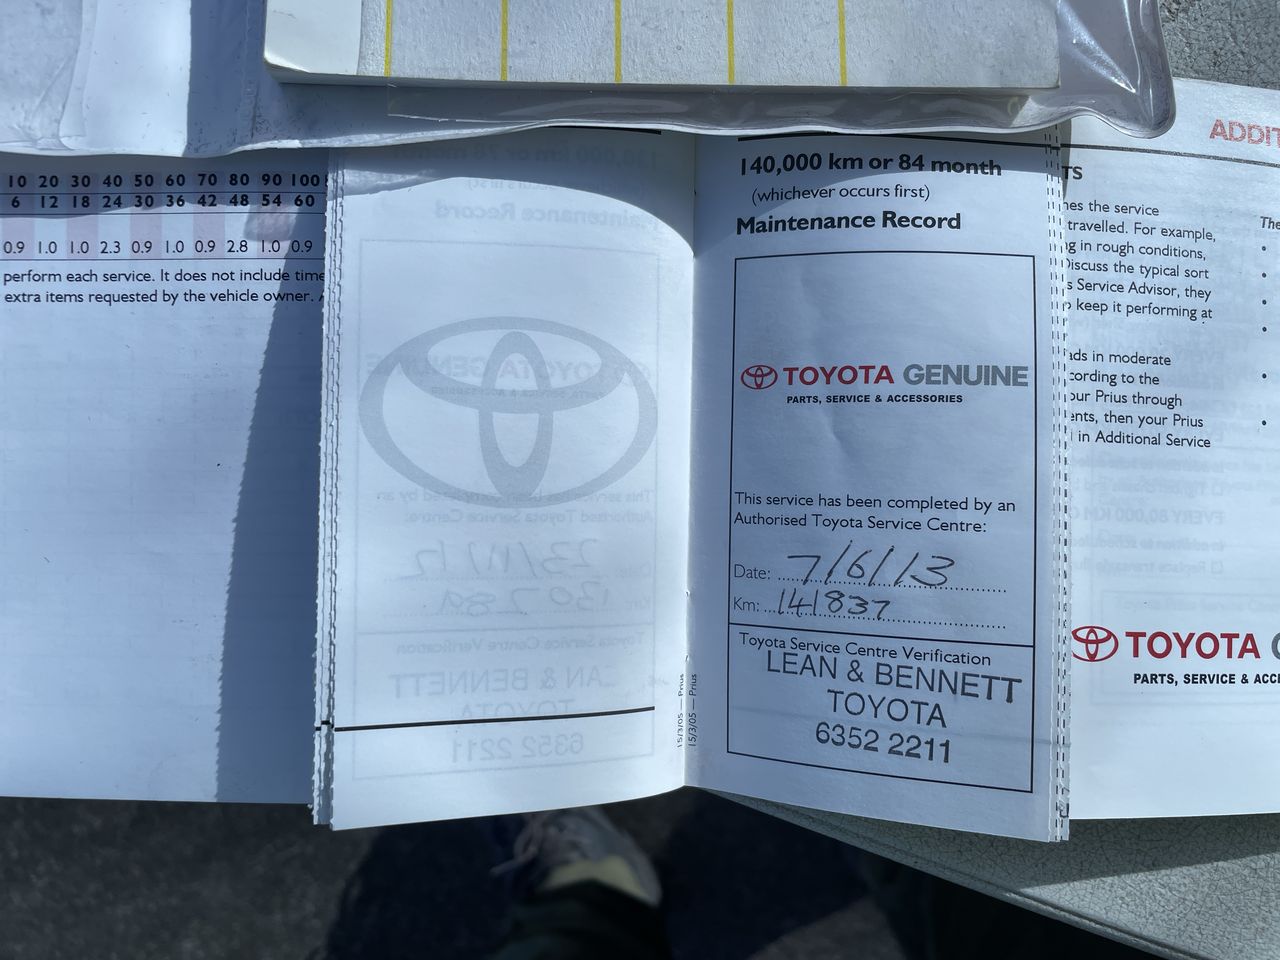 10 20 30 40 50 60 70 80 90 100
6 12 18 24 30 36 42 48 54 60
0.9 1.0 1.0 2.3 0.9 1.0 0.9 2.8 1.0 0.9
perform each service. It does not include time
extra items requested by the vehicle owner.
15/3/05 — Prius
15/3/05 — Prius
140,000 km or 84 month
(whichever occurs first)
Maintenance Record
TOYOTA GENUINE
PARTS, SERVICE & ACCESSORIES
This service has been completed by an
Authorised Toyota Service Centre:
Date: 7/6/13
Km: 141837
Toyota Service Centre Verification
LEAN & BENNETT
TOYOTA
6352 2211
ADDIT
TS
nes the service
travelled. For example,
ng in rough conditions,
Discuss the typical sort
s Service Advisor, they
o keep it performing at
ads in moderate
cording to the
our Prius through
ents, then your Prius
l in Additional Service
The
TOYOTA G
PARTS, SERVICE & ACCE